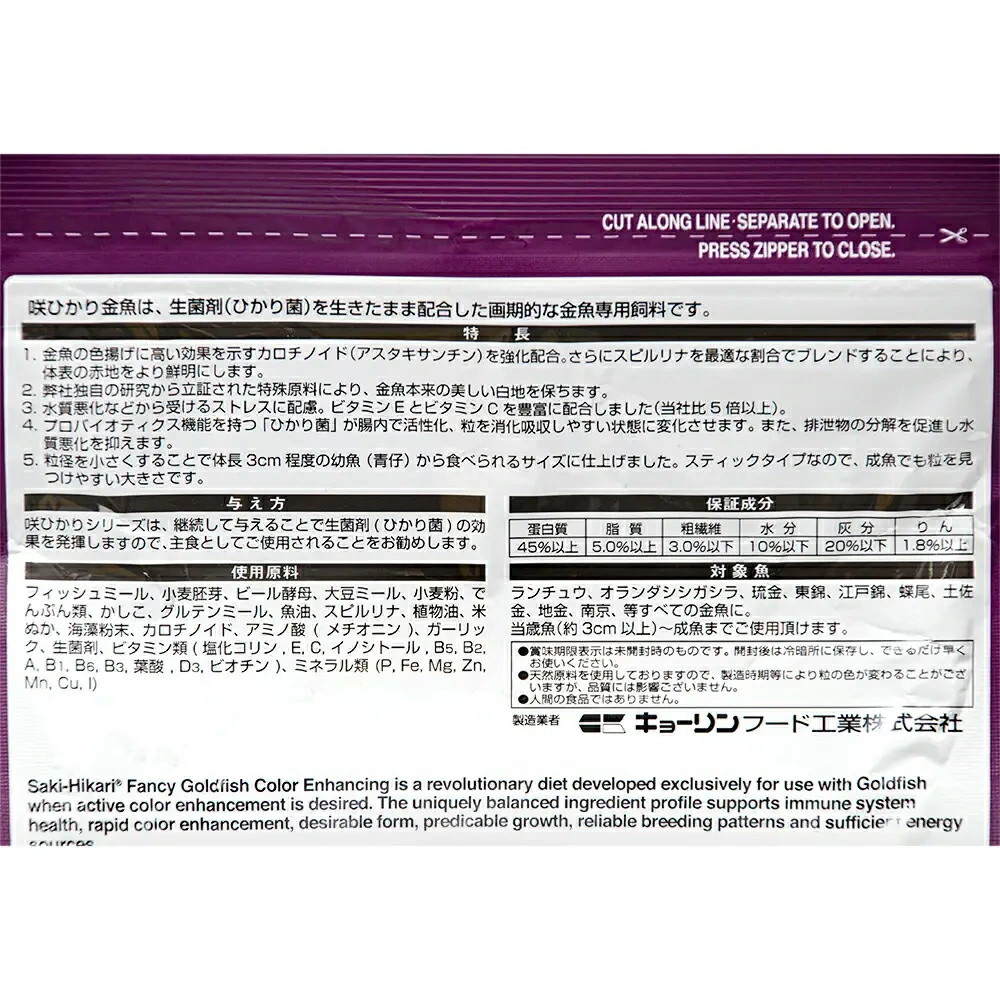 CUT ALONG LINE·SEPARATE TO OPEN.
PRESS ZIPPER TO CLOSE.
咲ひかり金魚は、生菌剤(ひかり菌)を生きたまま配合した画期的な金魚専用飼料です。
特 長
1. 金魚の色揚げに高い効果を示すカロチノイド(アスタキサンチン)を強化配合。さらにスピルリナを最適な割合でブレンドすることにより、
体表の赤地をより鮮明にします。
2. 弊社独自の研究から立証された特殊原料により、金魚本来の美しい白地を保ちます。
3. 水質悪化などから受けるストレスに配慮。ビタミンEとビタミンCを豊富に配合しました(当社比5倍以上)。
4. プロバイオティクス機能を持つ「ひかり菌」が腸内で活性化、粒を消化吸収しやすい状態に変化させます。また、排泄物の分解を促進し水
質悪化を抑えます。
5. 粒径を小さくすることで体長3cm程度の幼魚(青仔)から食べられるサイズに仕上げました。スティックタイプなので、成魚でも粒を見
つけやすい大きさです。
与え方
咲ひかりシリーズは、継続して与えることで生菌剤(ひかり菌)の効
果を発揮しますので、主食としてご使用されることをお勧めします。
使用原料
フィッシュミール、小麦胚芽、ビール酵母、大豆ミール、小麦粉、で
んぷん類、かしこ、グルテンミール、魚油、スピルリナ、植物油、米
ぬか、海藻粉末、カロチノイド、アミノ酸(メチオニン)、ガーリッ
ク、生菌剤、ビタミン類(塩化コリン, E, C, イノシトール, B5, B2,
A, B1, B6, B3, 葉酸, D3, ビオチン)、ミネラル類(P, Fe, Mg, Zn,
Mn, Cu, I)
保証成分
蛋白質 脂質 粗繊維 水分 灰分 りん
45%以上 5.0%以上 3.0%以下 10%以下 20%以下 1.8%以上
対象魚
ランチュウ、オランダシシガシラ、琉金、東錦、江戸錦、蝶尾、土佐
金、地金、南京、等すべての金魚に。
当歳魚(約3cm以上)〜成魚までご使用頂けます。
●賞味期限表示は未開封時のものです。開封後は冷暗所に保存し、できるだけ早く
お使いください。
●天然原料を使用しておりますので、製造時期等により粒の色が変わることがござ
いますが、品質には影響ございません。
●人間の食品ではありません。
製造業者 キョーリンフード工業株式会社
Saki-Hikari® Fancy Goldfish Color Enhancing is a revolutionary diet developed exclusively for use with Goldfish
when active color enhancement is desired. The uniquely balanced ingredient profile supports immune system
health, rapid color enhancement, desirable form, predicable growth, reliable breeding patterns and sufficient energy
sources